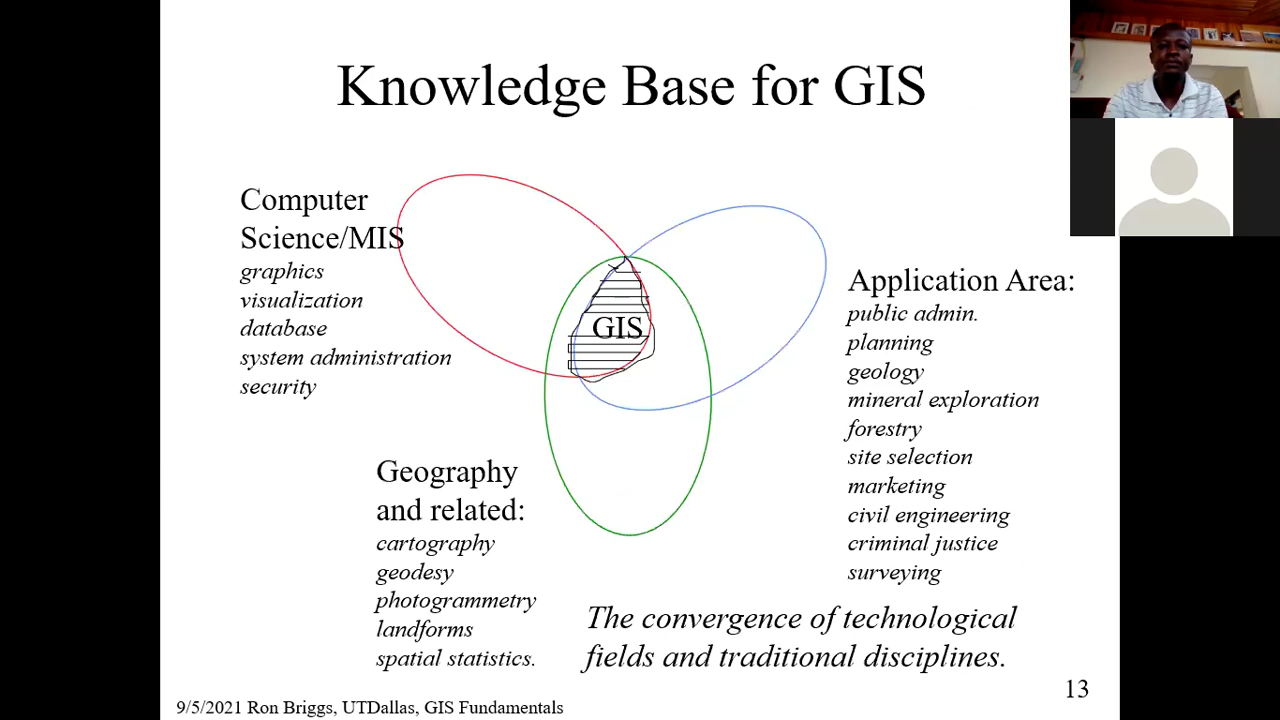 Knowledge Base for GIS
Computer
Science/MIS
graphics
visualization
database
system administration
security
GIS
Application Area:
public admin.
planning
geology
mineral exploration
forestry
site selection
marketing
civil engineering
criminal justice
surveying
Geography
and related:
cartography
geodesy
photogrammetry
landforms
spatial statistics.
The convergence of technological
fields and traditional disciplines.
13
9/5/2021 Ron Briggs, UTDallas, GIS Fundamentals